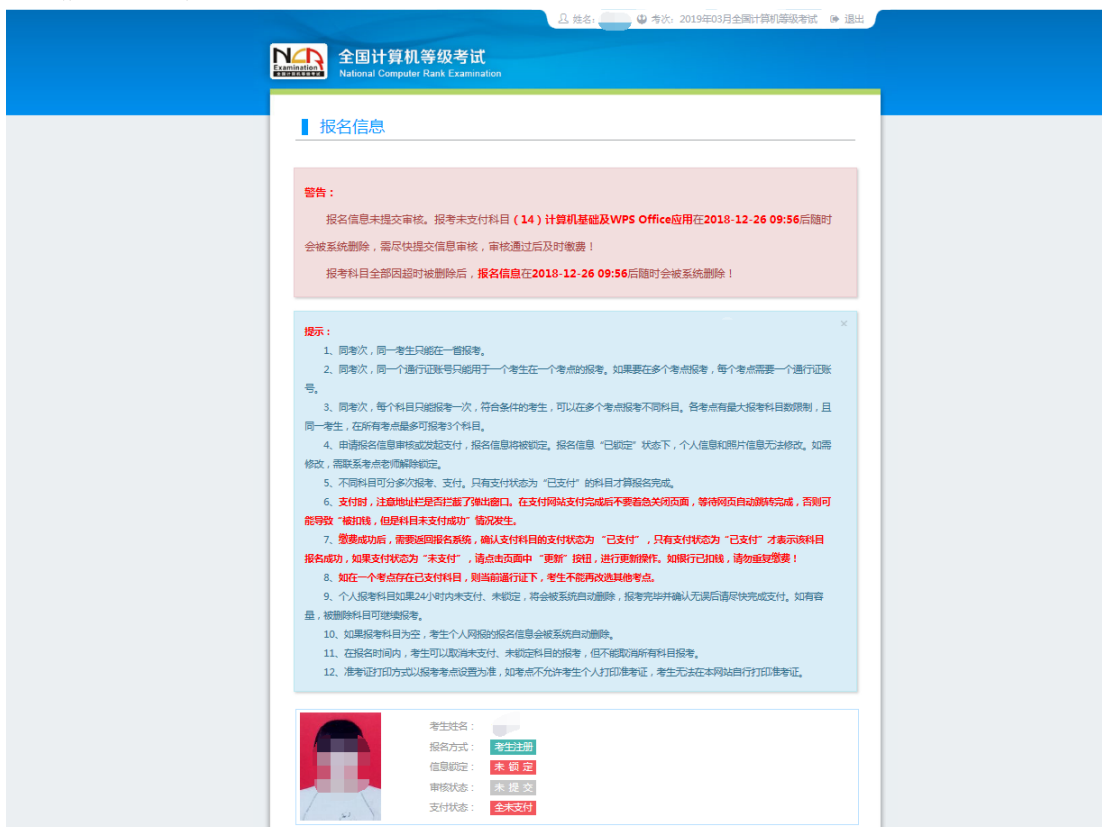 姓名: 考次: 2019年03月全国计算机等级考试 退出
NCR
Examination
全国计算机等级考试
全国计算机等级考试
National Computer Rank Examination
报名信息
警告：
报名信息未提交审核。报考未支付科目（14）计算机基础及WPS Office应用在2018-12-26 09:56后随时
会被系统删除，需尽快提交信息审核，审核通过后及时缴费！
报考科目全部因超时被删除后，报名信息在2018-12-26 09:56后随时会被系统删除！
×
提示：
1、同考次，同一考生只能在一省报考。
2、同考次，同一个通行证账号只能用于一个考生在一个考点的报考。如果要在多个考点报考，每个考点需要一个通行证账
号。
3、同考次，每个科目只能报考一次，符合条件的考生，可以在多个考点报考不同科目。各考点有最大报考科目数限制，且
同一考生，在所有考点最多可报考3个科目。
4、申请报名信息审核或发起支付，报名信息将被锁定。报名信息“已锁定”状态下，个人信息和照片信息无法修改。如需
修改，需联系考点老师解除锁定。
5、不同科目可分多次报考、支付。只有支付状态为“已支付”的科目才算报名完成。
6、支付时，注意地址栏是否拦截了弹出窗口。在支付网站支付完成后不要着急关闭页面，等待网页自动跳转完成，否则可
能导致“被扣钱，但是科目未支付成功”情况发生。
7、缴费成功后，需要返回报名系统，确认支付科目的支付状态为“已支付”，只有支付状态为“已支付”才表示该科目
报名成功，如果支付状态为“未支付”，请点击页面中“更新”按钮，进行更新操作。如银行已扣钱，请勿重复缴费！
8、如在一个考点存在已支付科目，则当前通行证下，考生不能再改选其他考点。
9、个人报考科目如果24小时内未支付、未锁定，将会被系统自动删除，报考完毕并确认无误后请尽快完成支付。如有容
量，被删除科目可继续报考。
10、如果报考科目为空，考生个人网报的报名信息会被系统自动删除。
11、在报名时间内，考生可以取消未支付、未锁定科目的报考，但不能取消所有科目报考。
12、准考证打印方式以报考考点设置为准，如考点不允许考生个人打印准考证，考生无法在本网站自行打印准考证。
考生姓名：
报名方式： 考生注册
信息锁定： 未 锁 定
审核状态： 未 提 交
支付状态： 全未支付